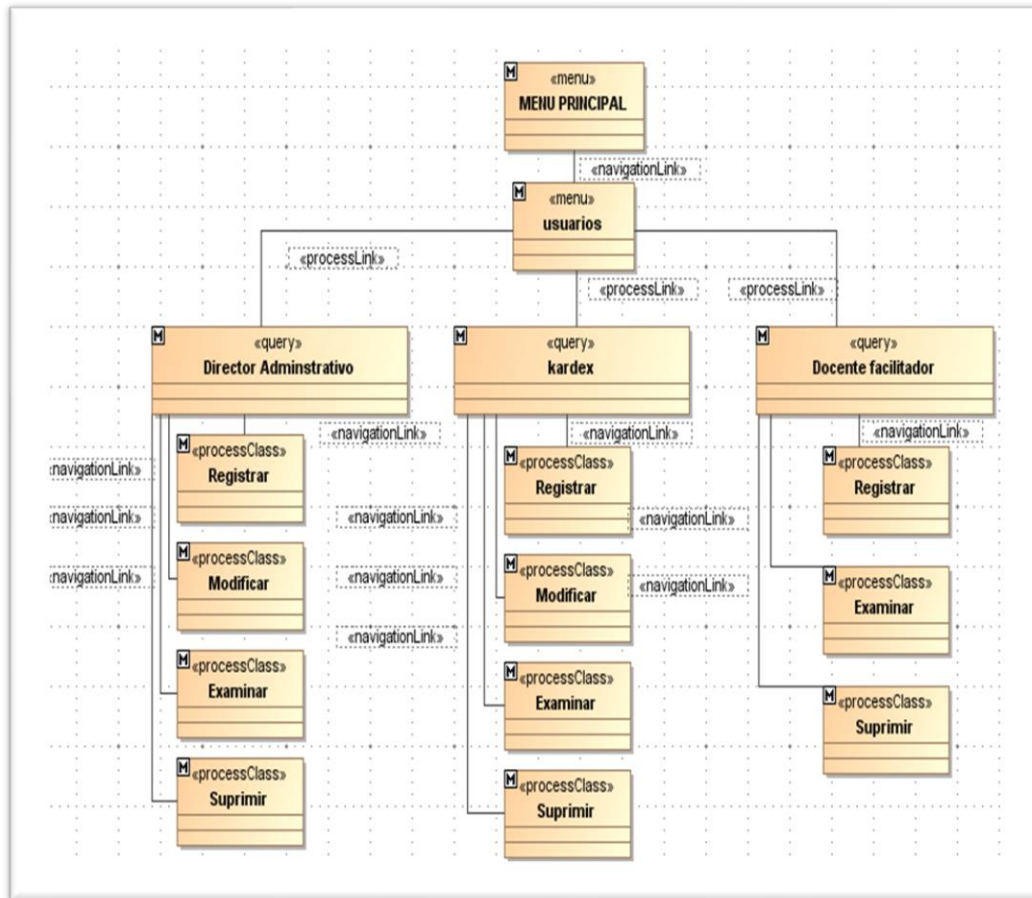 «menu»
MENU PRINCIPAL
«navigationLink»
«menu»
usuarios
«processLink»
«processLink»
«processLink»
«query»
Director Adminstrativo
«query»
kardex
«query»
Docente facilitador
«navigationLink»
«navigationLink»
«navigationLink»
«processClass»
Registrar
«processClass»
Registrar
«processClass»
Registrar
«navigationLink»
«navigationLink»
«navigationLink»
«navigationLink»
«processClass»
Modificar
«processClass»
Modificar
«processClass»
Examinar
«navigationLink»
«navigationLink»
«navigationLink»
«navigationLink»
«processClass»
Examinar
«processClass»
Examinar
«processClass»
Suprimir
«processClass»
Suprimir
«processClass»
Suprimir